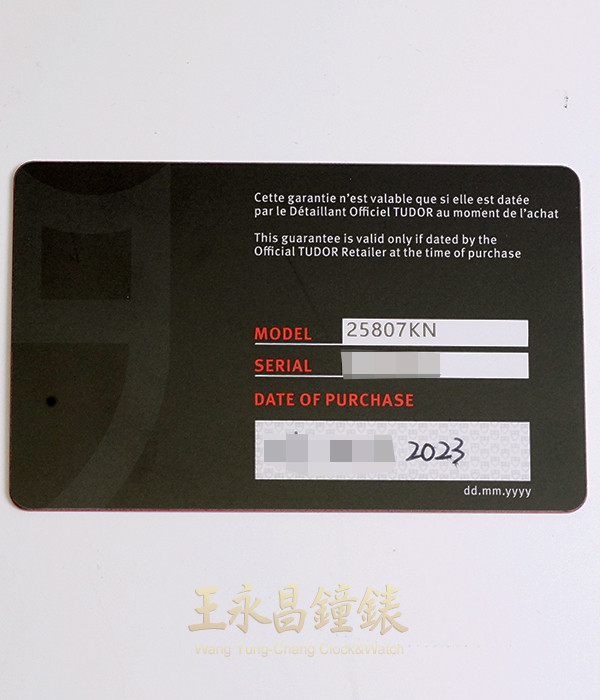 Cette garantie n'est valable que si elle est datée
par le Détaillant Officiel TUDOR au moment de l'achat
This guarantee is valid only if dated by the
Official TUDOR Retailer at the time of purchase
MODEL 25807KN
SERIAL
DATE OF PURCHASE
2023
dd.mm.yyyy
王永昌鐘錶
Wang Yung-Chang Clock&Watch